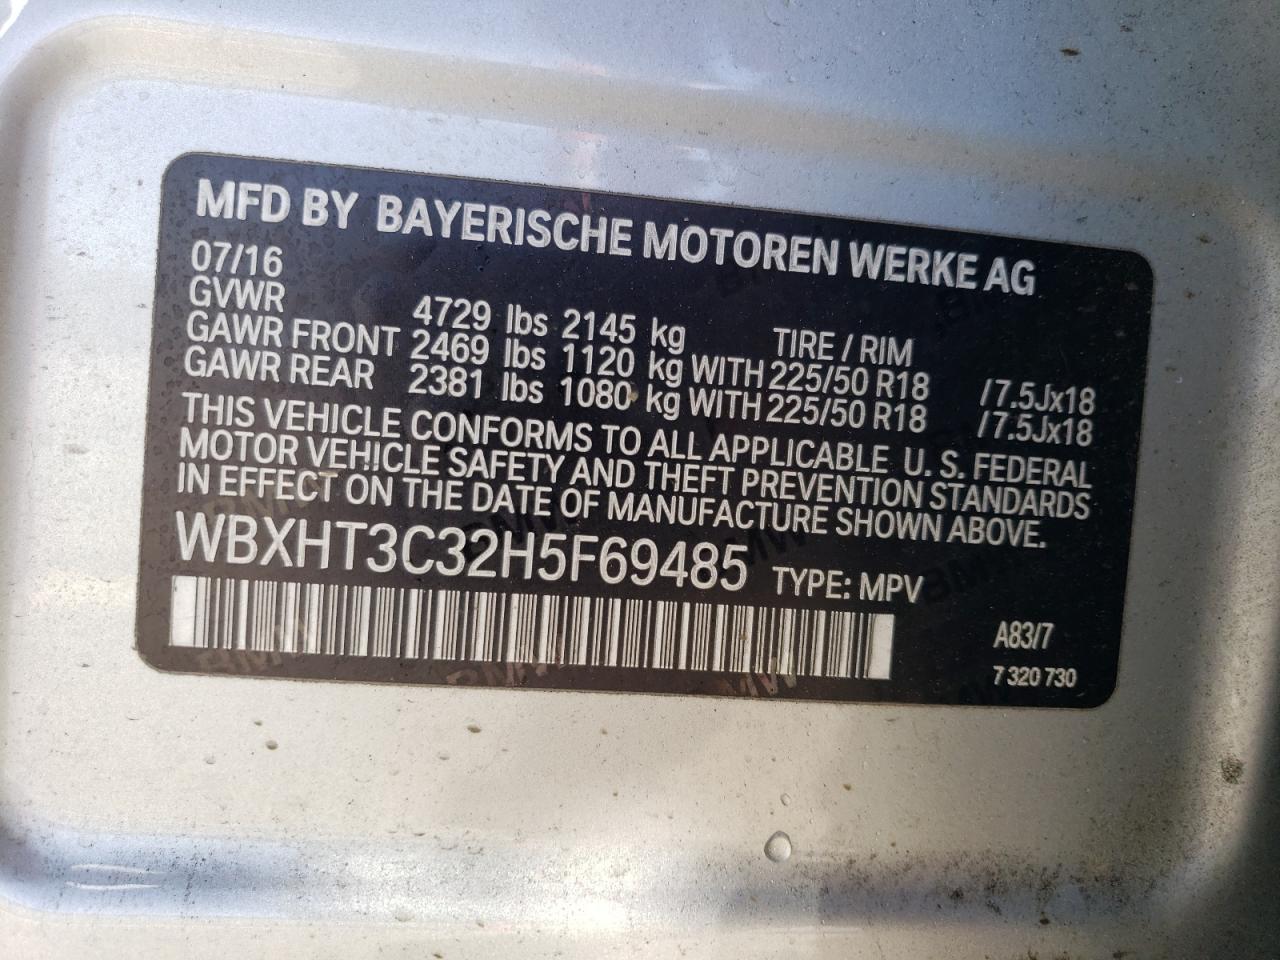 MFD BY BAYERISCHE MOTOREN WERKE AG
07/16
GVWR 4729 lbs 2145 kg TIRE / RIM
GAWR FRONT 2469 lbs 1120 kg WITH 225/50 R18 /7.5Jx18
GAWR REAR 2381 lbs 1080 kg WITH 225/50 R18 /7.5Jx18
THIS VEHICLE CONFORMS TO ALL APPLICABLE U. S. FEDERAL
MOTOR VEHICLE SAFETY AND THEFT PREVENTION STANDARDS
IN EFFECT ON THE DATE OF MANUFACTURE SHOWN ABOVE.
WBXHT3C32H5F69485 TYPE: MPV
A83/7
7 320 730